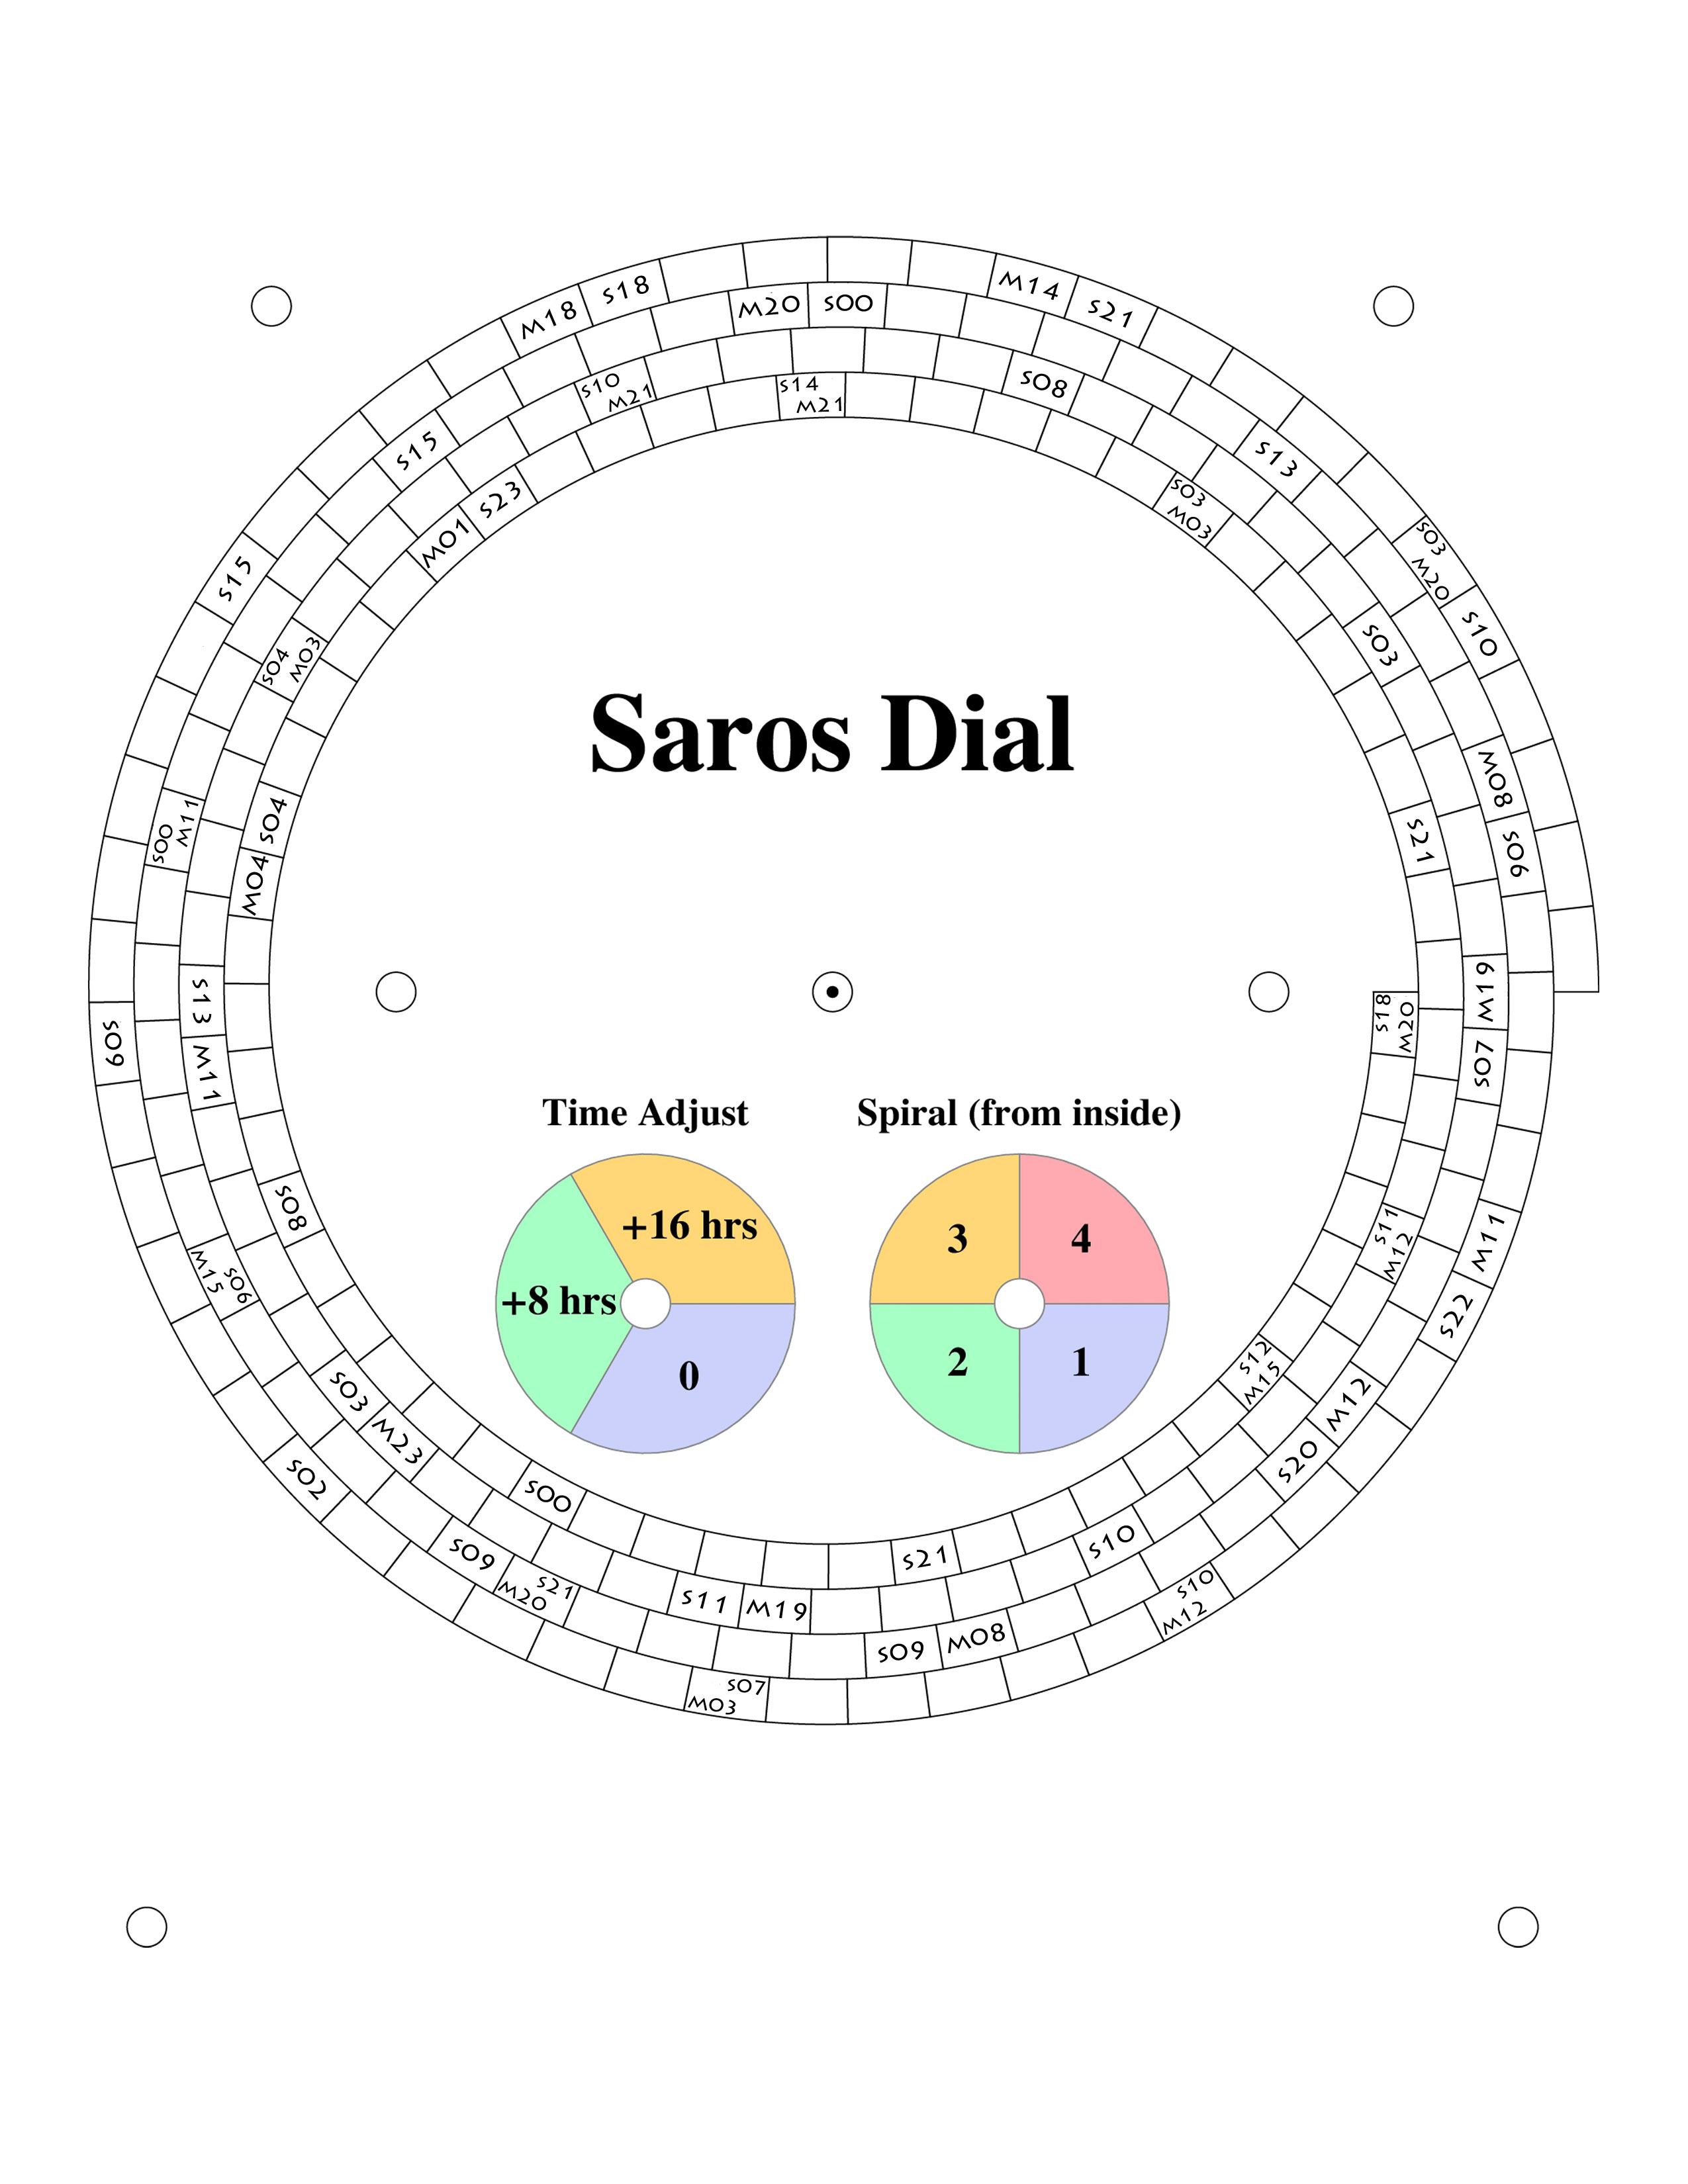 M14
S18
S00
M20
S21
M18
S08
S10
M21
S14
M21
S15
S13
S23
S03
M03
M01
S03
M20
S15
S10
S03
S04
M03
Saros Dial
M08
S04
S00
M11
S21
S06
M04
M19
S13
S18
M20
S09
S07
M11
Time Adjust
Spiral (from inside)
S08
+16 hrs
3
4
S11
M12
M11
S06
M15
+8 hrs
S22
0
2
1
S12
M15
S03
M12
M23
S20
S02
S00
S10
S09
S21
S21
M20
S10
M12
S11
M19
M08
S09
S07
M03